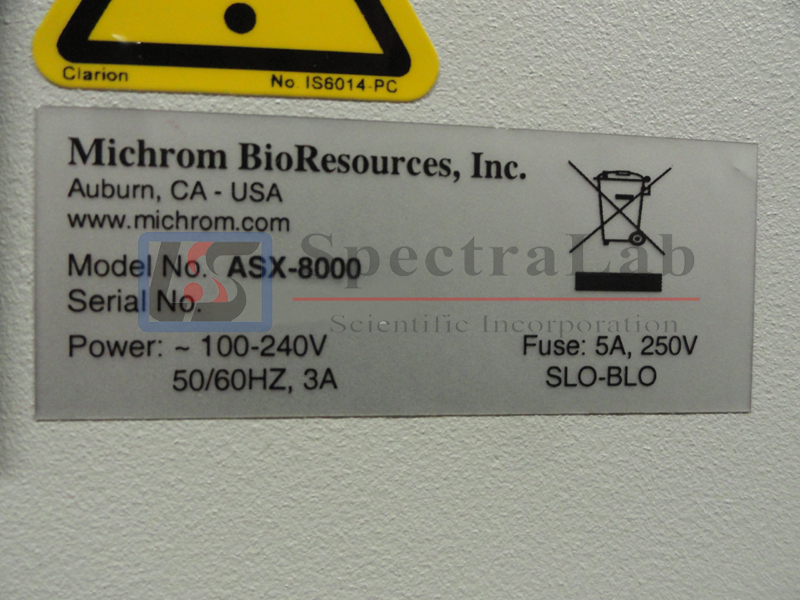 Clarion No. IS6014-PC
Michrom BioResources, Inc.
Auburn, CA - USA
www.michrom.com
Model No. ASX-8000
SpectraLab
Serial No.
Scientific Incorporation
Power: ~ 100-240V Fuse: 5A, 250V
50/60HZ, 3A SLO-BLO